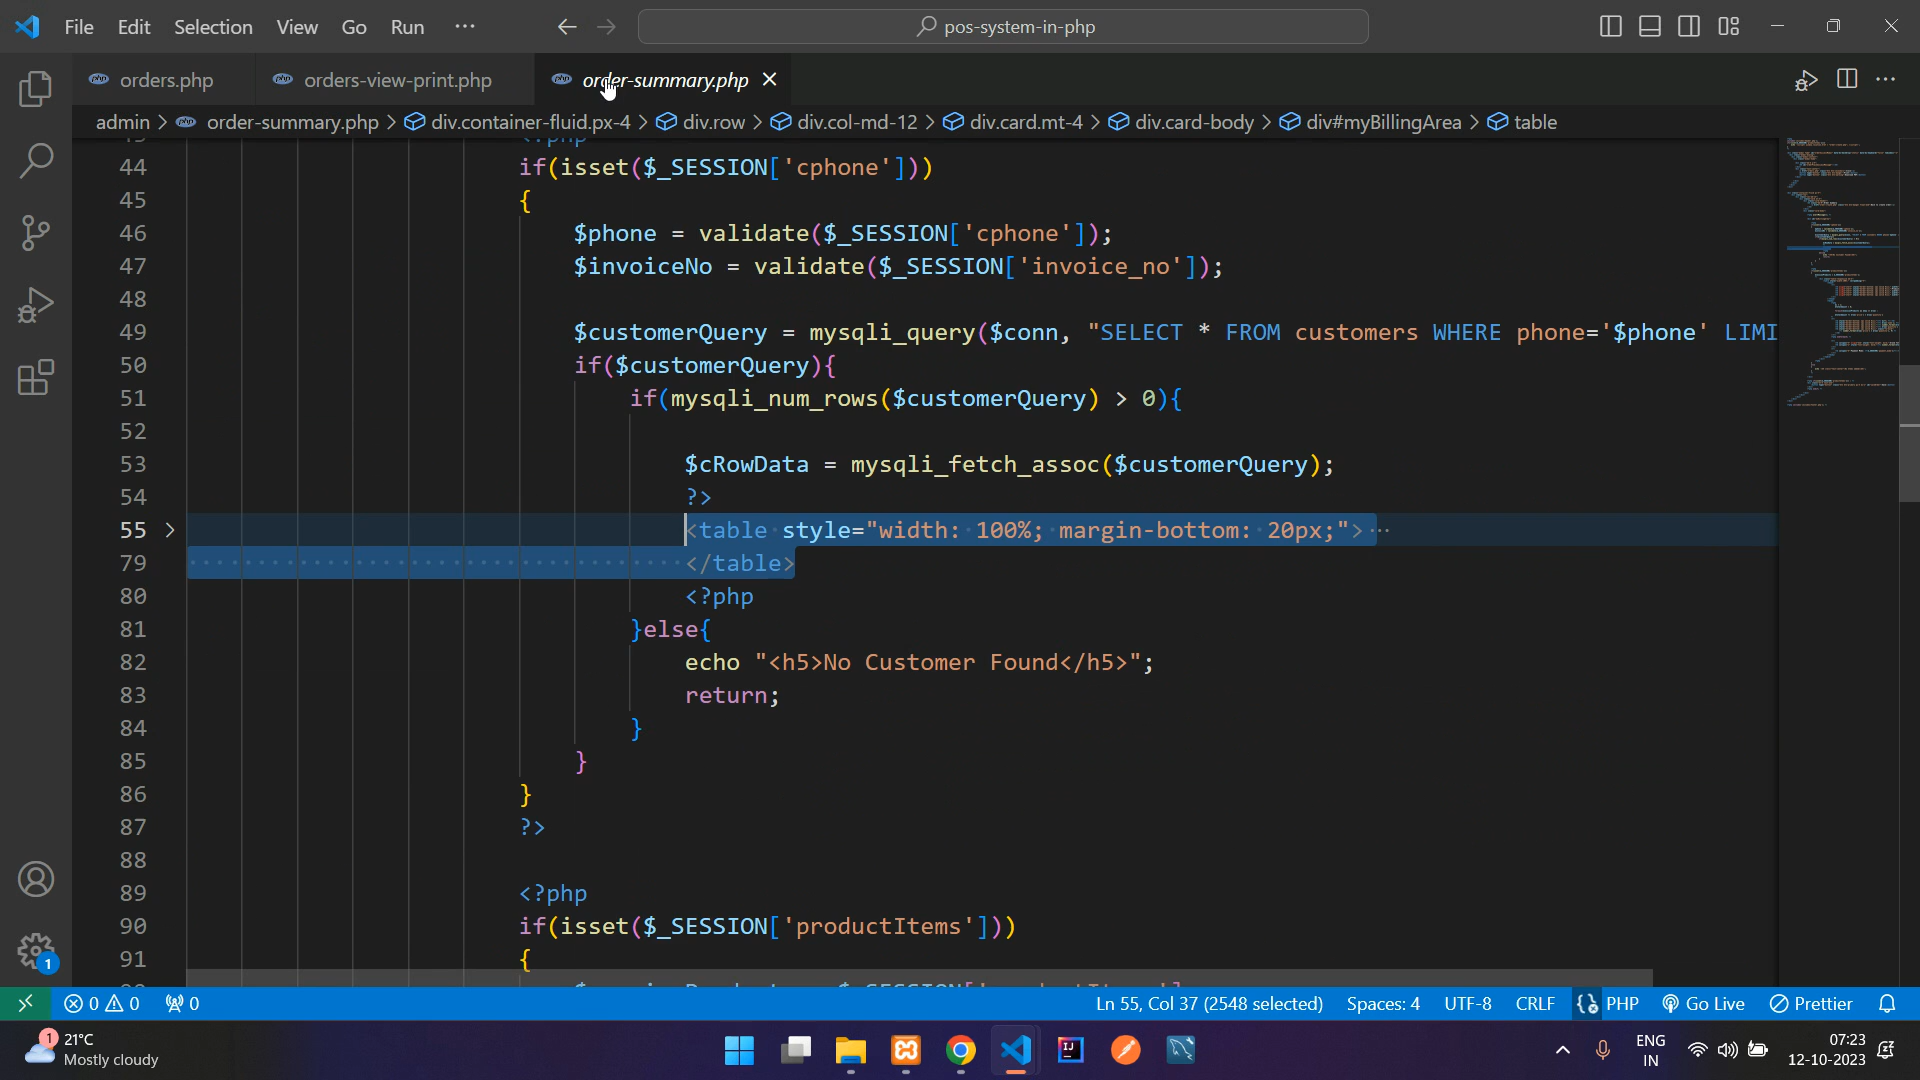 File Edit Selection View Go Run ··· pos-system-in-php
orders.php orders-view-print.php order-summary.php
admin > order-summary.php > div.container-fluid.px-4 > div.row > div.col-md-12 > div.card.mt-4 > div.card-body > div#myBillingArea > table
43 <?php
44 if(isset($_SESSION['cphone']))
45 {
46 $phone = validate($_SESSION['cphone']);
47 $invoiceNo = validate($_SESSION['invoice_no']);
48
49 $customerQuery = mysqli_query($conn, "SELECT * FROM customers WHERE phone='$phone' LIMI
50 if($customerQuery){
51 if(mysqli_num_rows($customerQuery) > 0){
52
53 $cRowData = mysqli_fetch_assoc($customerQuery);
54 ?>
55 <table style="width: 100%; margin-bottom: 20px;"> ···
79 </table>
80 <?php
81 }else{
82 echo "<h5>No Customer Found</h5>";
83 return;
84 }
85 }
86 }
87 ?>
88
89 <?php
90 if(isset($_SESSION['productItems']))
91 {
1
0 0 0 Ln 55, Col 37 (2548 selected) Spaces: 4 UTF-8 CRLF PHP Go Live Prettier
1 21°C
Mostly cloudy
ENG
IN
07:23
12-10-2023